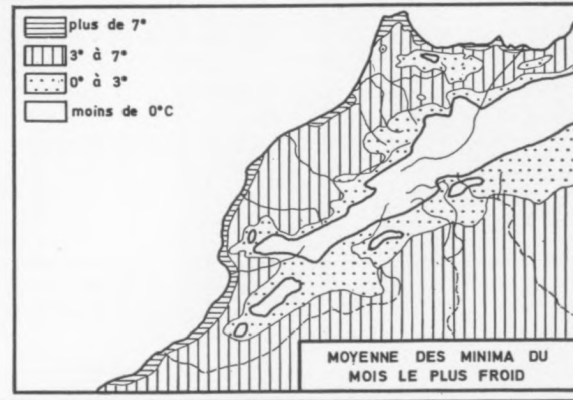 plus de 7°
3° à 7°
0° à 3°
moins de 0°C
MOYENNE DES MINIMA DU
MOIS LE PLUS FROID